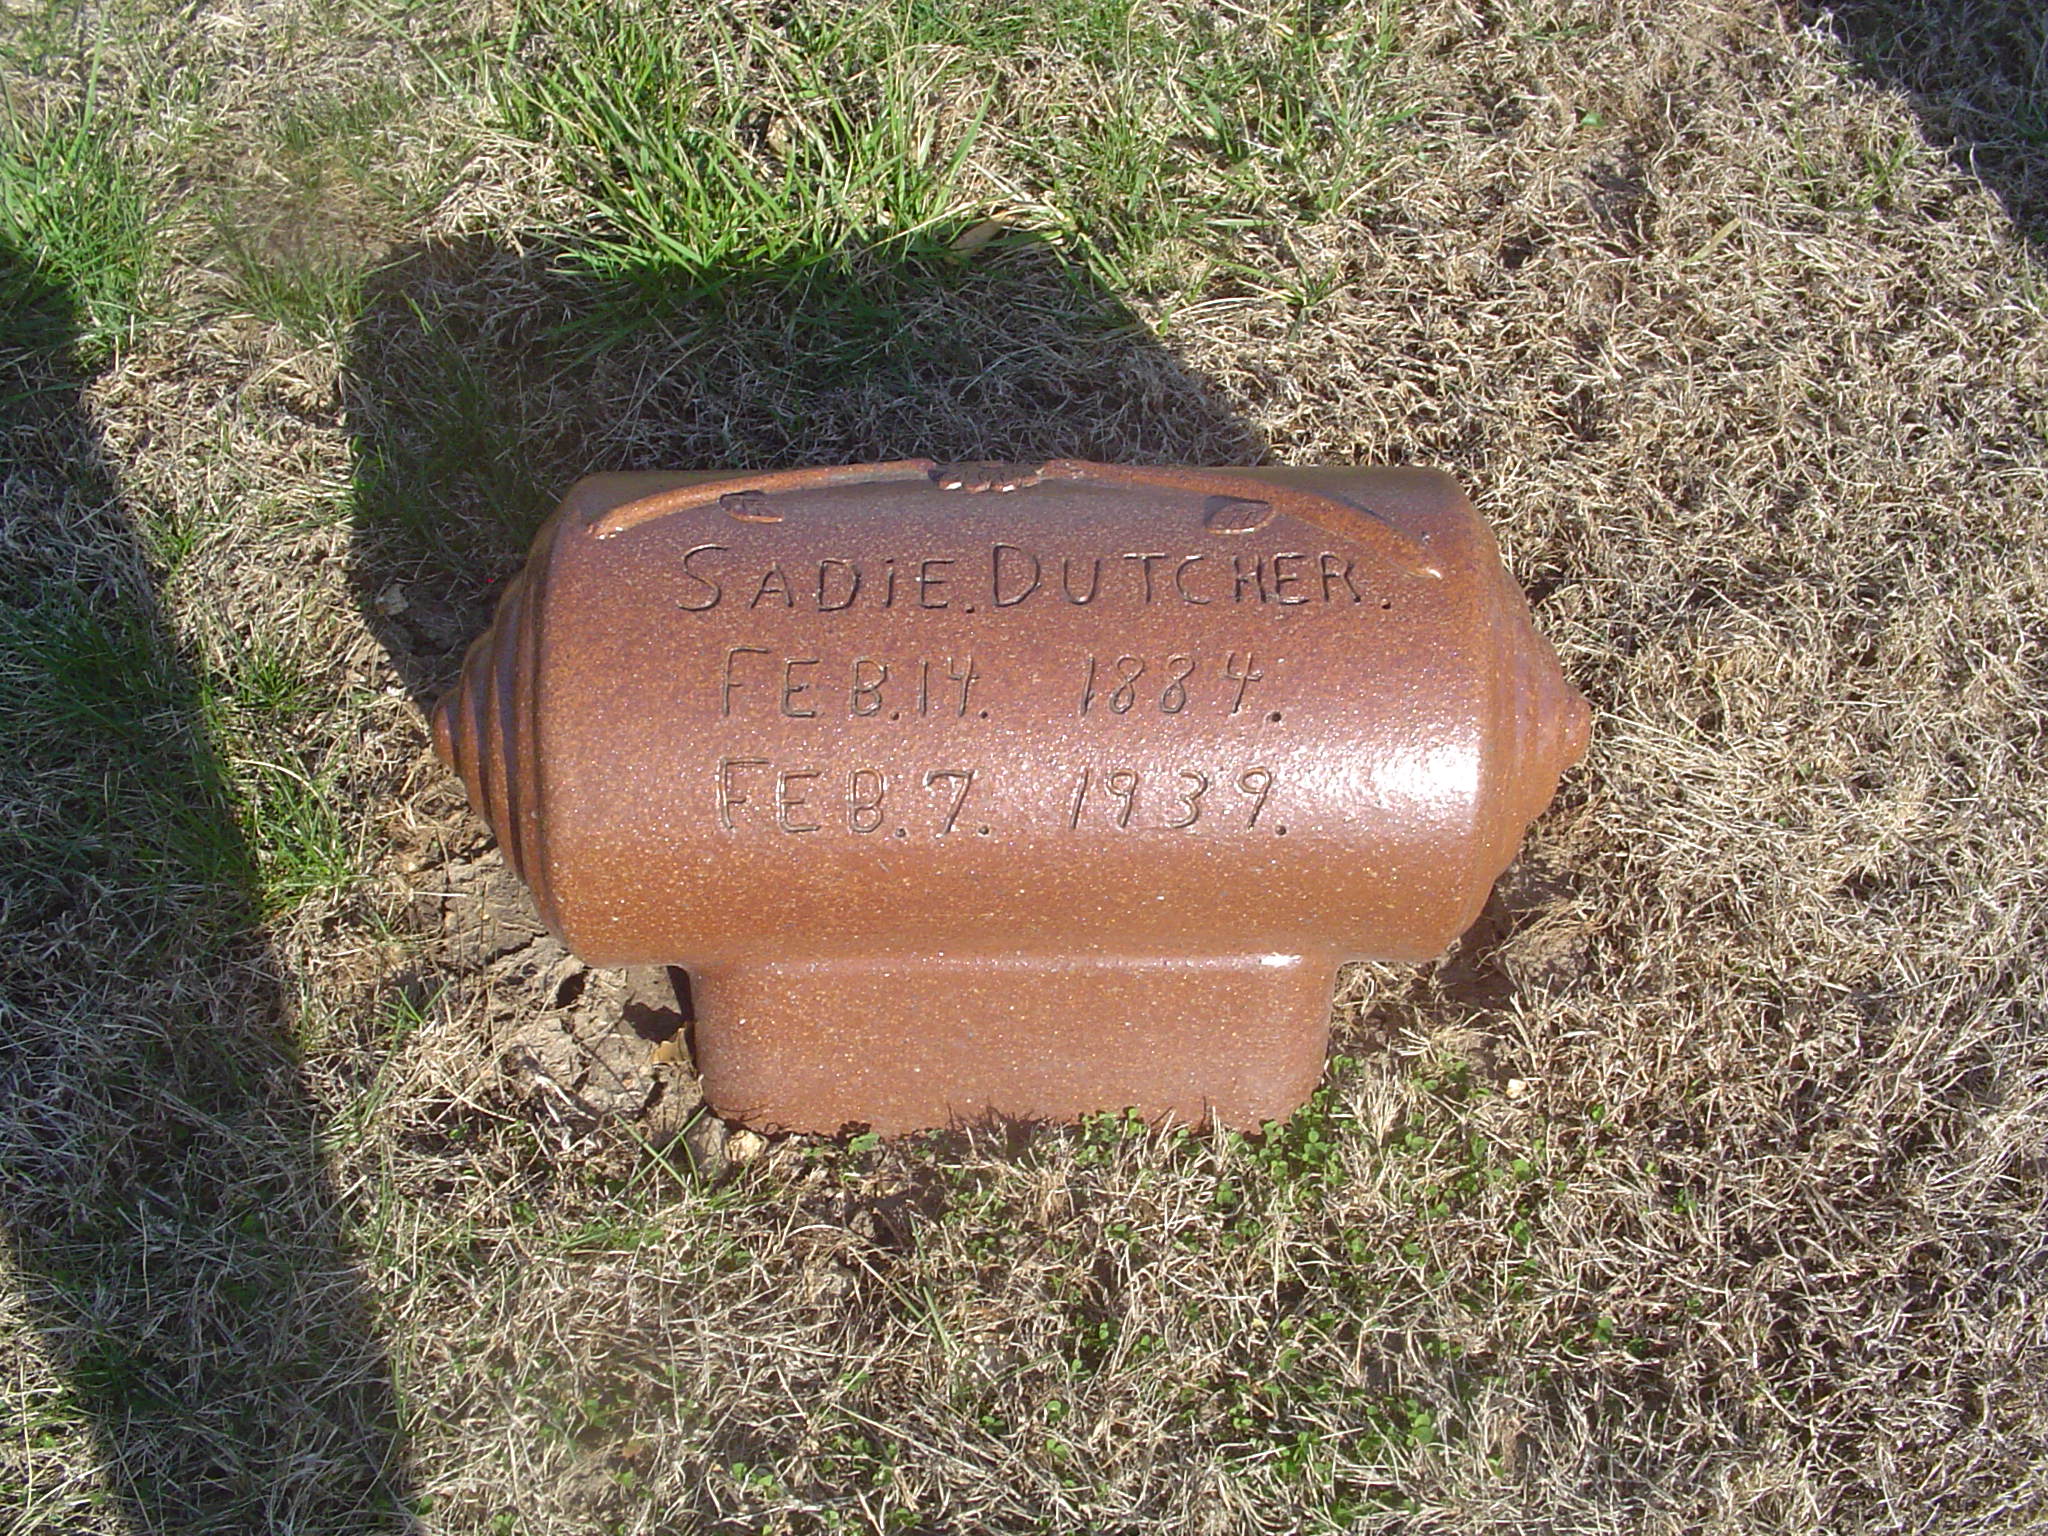 SADiE. DUTCHER.
FEB. 14. 1884.
FEB. 7. 1939.